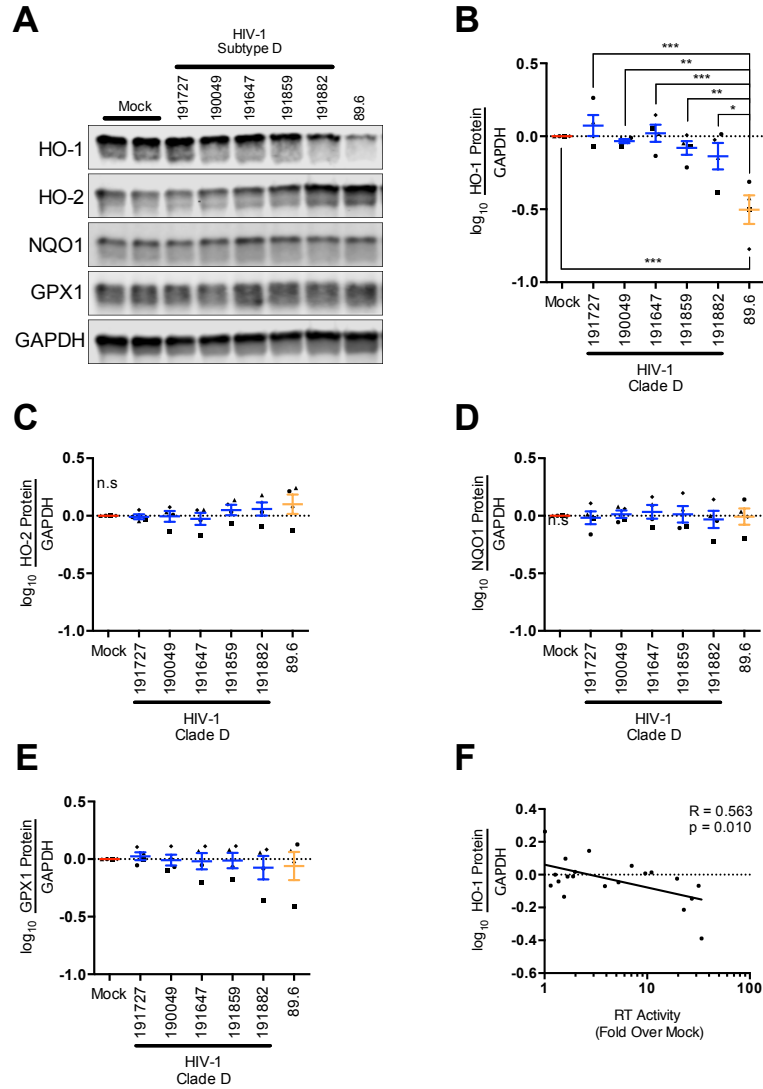 A
HIV-1
Subtype D
Mock
191727
190049
191647
191859
191882
89.6
HO-1
HO-2
NQO1
GPX1
GAPDH
B
***
**
***
**
*
***
0.5
0.0
-0.5
-1.0
log10 HO-1 Protein
GAPDH
Mock
191727
190049
191647
191859
191882
89.6
HIV-1
Clade D
C
n.s
0.5
0.0
-0.5
-1.0
log10 HO-2 Protein
GAPDH
Mock
191727
190049
191647
191859
191882
89.6
HIV-1
Clade D
D
n.s
0.5
0.0
-0.5
-1.0
log10 NQO1 Protein
GAPDH
Mock
191727
190049
191647
191859
191882
89.6
HIV-1
Clade D
E
0.5
0.0
-0.5
-1.0
log10 GPX1 Protein
GAPDH
Mock
191727
190049
191647
191859
191882
89.6
HIV-1
Clade D
F
R = 0.563
p = 0.010
0.4
0.2
0.0
-0.2
-0.4
-0.6
log10 HO-1 Protein
GAPDH
1
10
100
RT Activity
(Fold Over Mock)